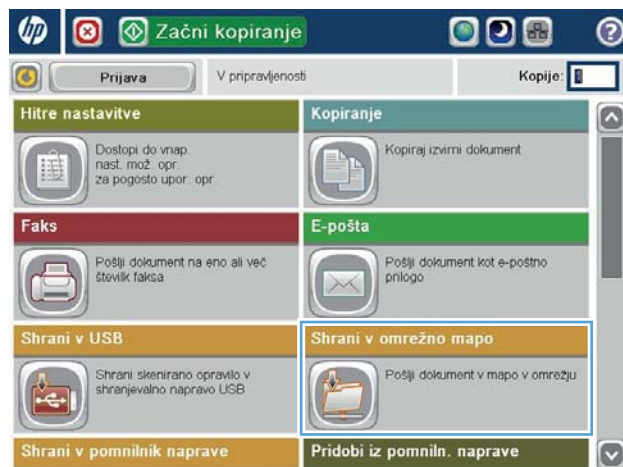 hp
Začni kopiranje
?
Prijava
V pripravljenosti
Kopije:
Hitre nastavitve
Dostopi do vnap.
nast. mož. opr.
za pogosto upor. opr.
Kopiranje
Kopiraj izvirni dokument
Faks
Pošlji dokument na eno ali več
številk faksa
E-pošta
Pošlji dokument kot e-poštno
prilogo
Shrani v USB
Shrani skenirano opravilo v
shranjevalno napravo USB
Shrani v omrežno mapo
Pošlji dokument v mapo v omrežju
Shrani v pomnilnik naprave
Pridobi iz pomniln. naprave